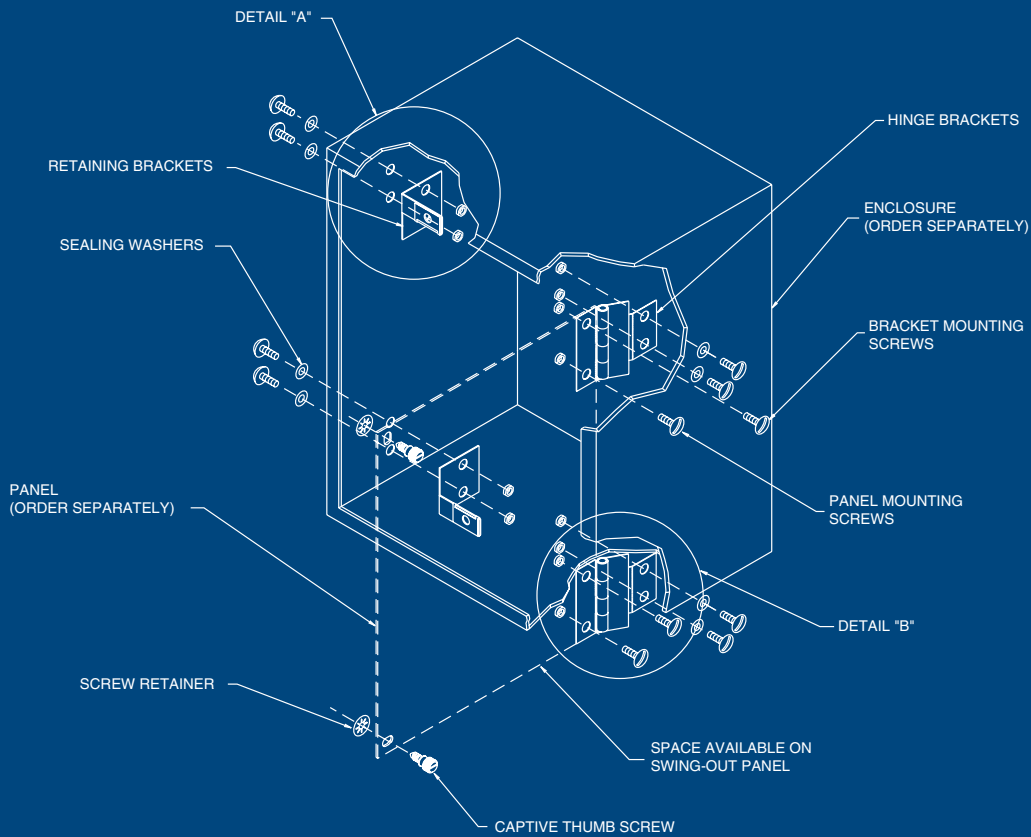 DETAIL "A"
HINGE BRACKETS
RETAINING BRACKETS
ENCLOSURE
(ORDER SEPARATELY)
SEALING WASHERS
BRACKET MOUNTING
SCREWS
PANEL
(ORDER SEPARATELY)
PANEL MOUNTING
SCREWS
DETAIL "B"
SCREW RETAINER
SPACE AVAILABLE ON
SWING-OUT PANEL
CAPTIVE THUMB SCREW